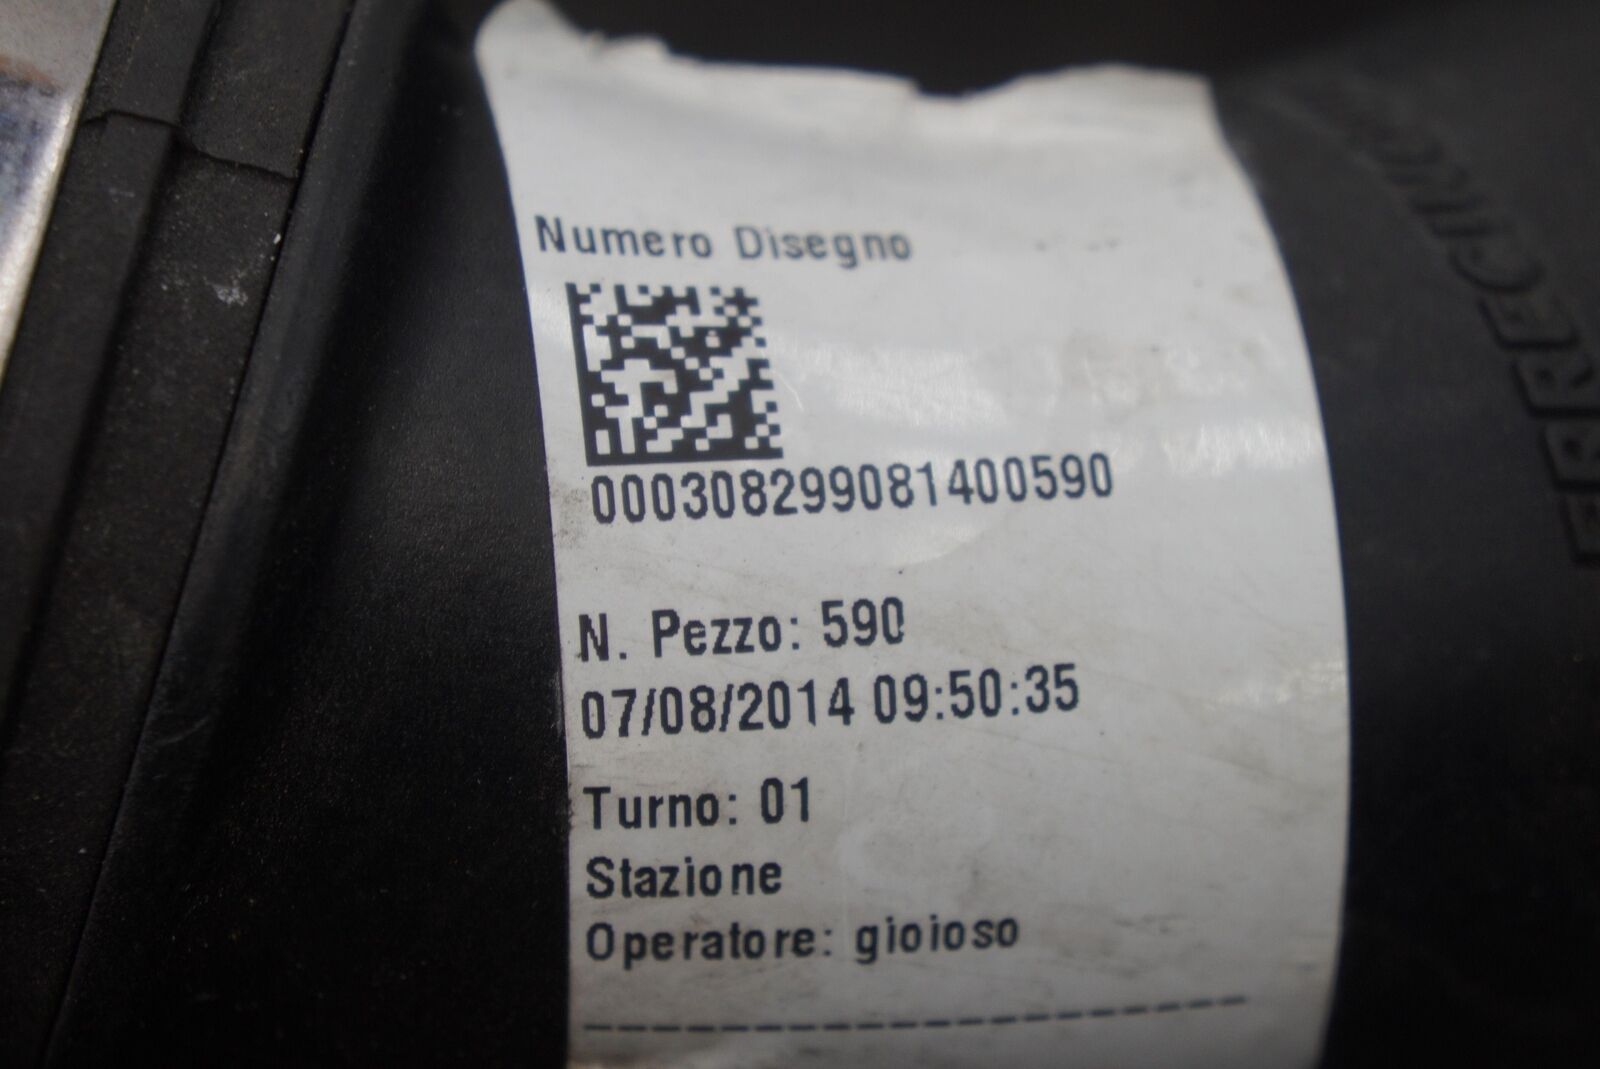 Numero Disegno
000308299081400590
N. Pezzo: 590
07/08/2014 09:50:35
Turno: 01
Stazione
Operatore: gioioso
--------------------